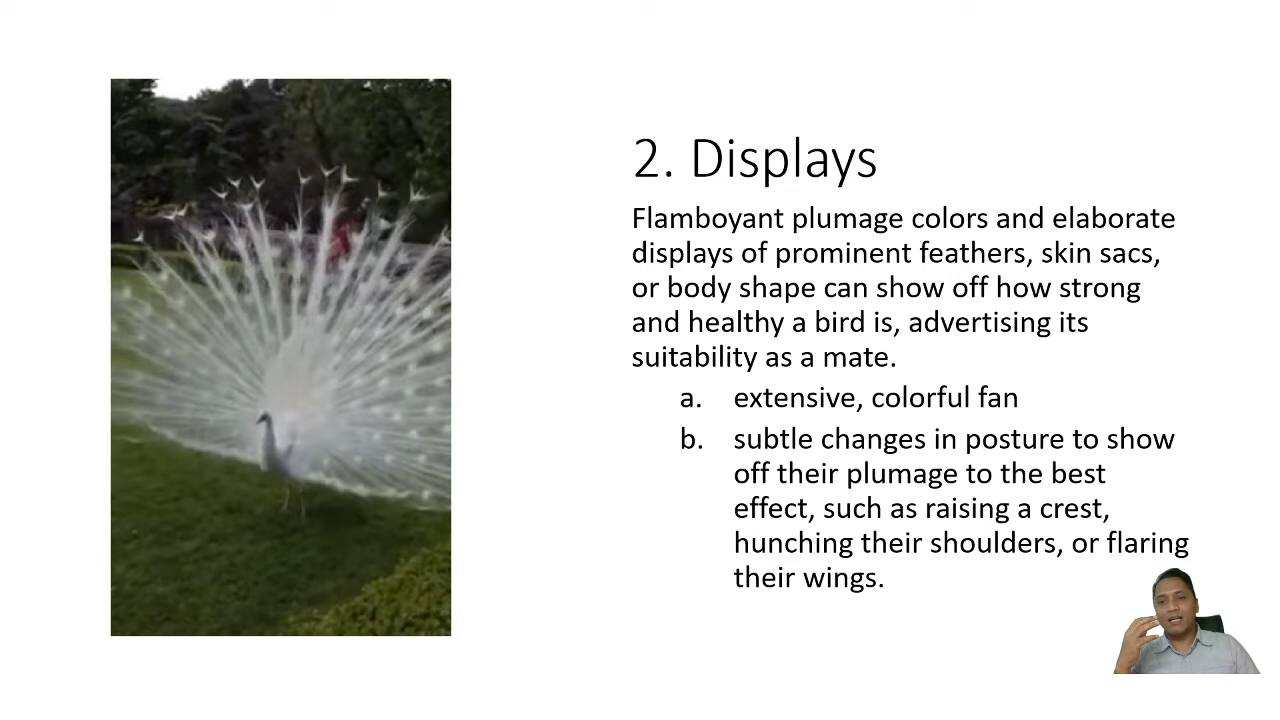 2. Displays
Flamboyant plumage colors and elaborate
displays of prominent feathers, skin sacs,
or body shape can show off how strong
and healthy a bird is, advertising its
suitability as a mate.
a. extensive, colorful fan
b. subtle changes in posture to show
off their plumage to the best
effect, such as raising a crest,
hunching their shoulders, or flaring
their wings.